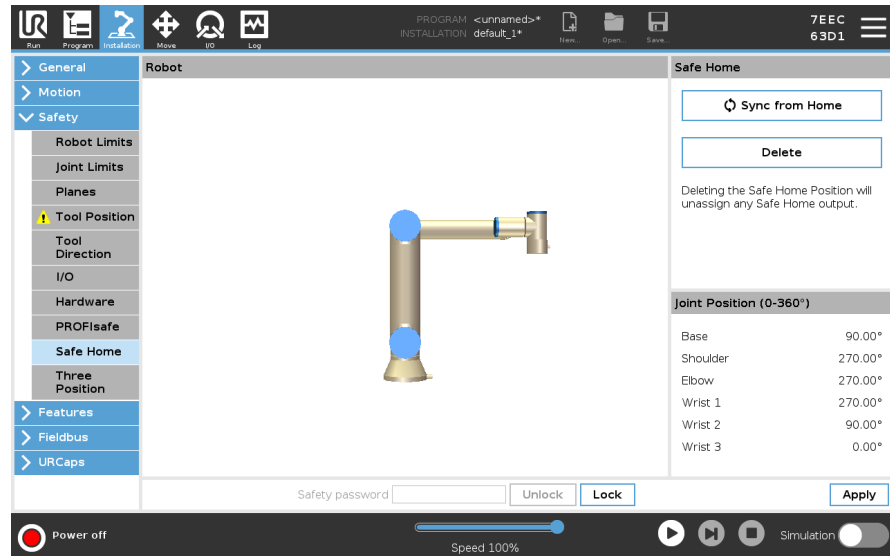 PROGRAM <unnamed>*
INSTALLATION default_1*
7EEC
63D1
Run Program Installation Move I/O Log New... Open... Save...
General
Motion
Safety
Robot Limits
Joint Limits
Planes
Tool Position
Tool
Direction
I/O
Hardware
PROFIsafe
Safe Home
Three
Position
Features
Fieldbus
URCaps
Robot
Safe Home
Sync from Home
Delete
Deleting the Safe Home Position will
unassign any Safe Home output.
Joint Position (0-360°)
Base 90.00°
Shoulder 270.00°
Elbow 270.00°
Wrist 1 270.00°
Wrist 2 90.00°
Wrist 3 0.00°
Safety password Unlock Lock Apply
Power off
Speed 100%
Simulation